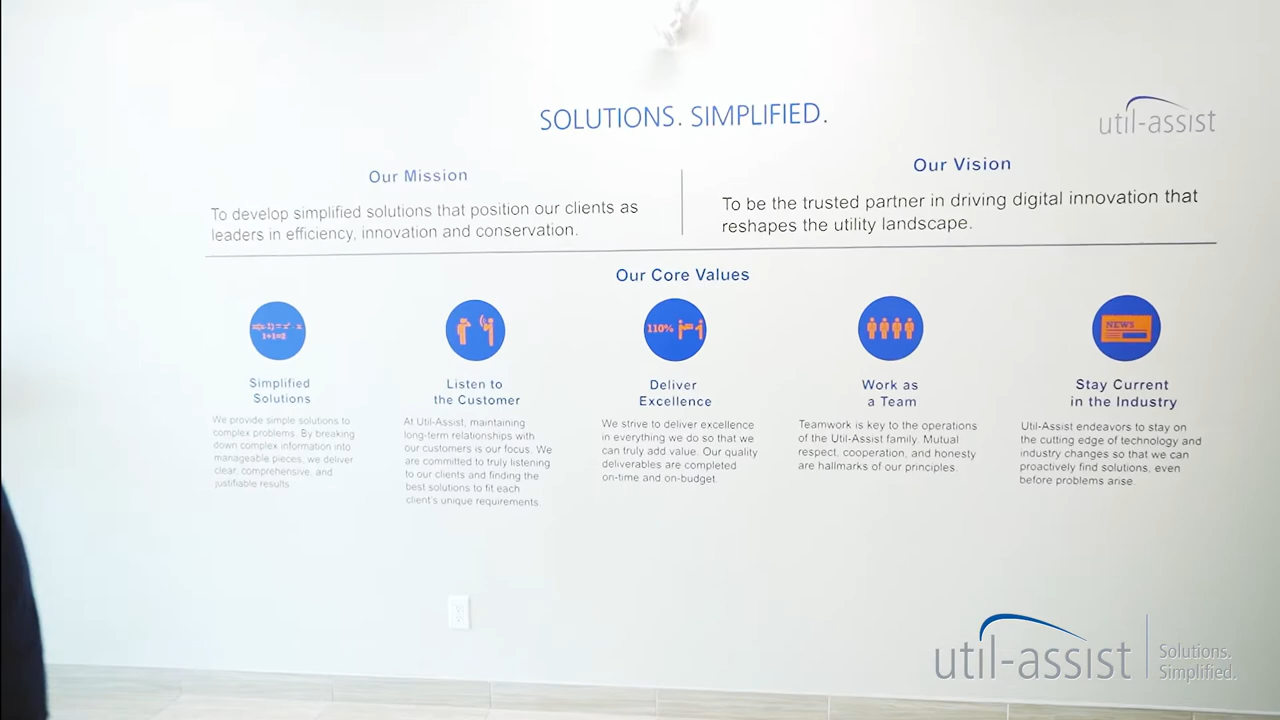 SOLUTIONS. SIMPLIFIED.
util-assist
Our Mission
To develop simplified solutions that position our clients as
leaders in efficiency, innovation and conservation.
Our Vision
To be the trusted partner in driving digital innovation that
reshapes the utility landscape.
Our Core Values
1+1=2
Simplified
Solutions
We provide simple solutions to
complex problems. By breaking
down complex information into
manageable pieces, we deliver
clear, comprehensive, and
justifiable results
Listen to
the Customer
At Util-Assist, maintaining
long-term relationships with
our customers is our focus. We
are committed to truly listening
to our clients and finding the
best solutions to fit each
client's unique requirements.
110%
Deliver
Excellence
We strive to deliver excellence
in everything we do so that we
can truly add value. Our quality
deliverables are completed
on-time and on-budget.
Work as
a Team
Teamwork is key to the operations
of the Util-Assist family. Mutual
respect, cooperation, and honesty
are hallmarks of our principles.
NEWS
Stay Current
in the Industry
Util-Assist endeavors to stay on
the cutting edge of technology and
industry changes so that we can
proactively find solutions, even
before problems arise.
util-assist
Solutions.
Simplified.